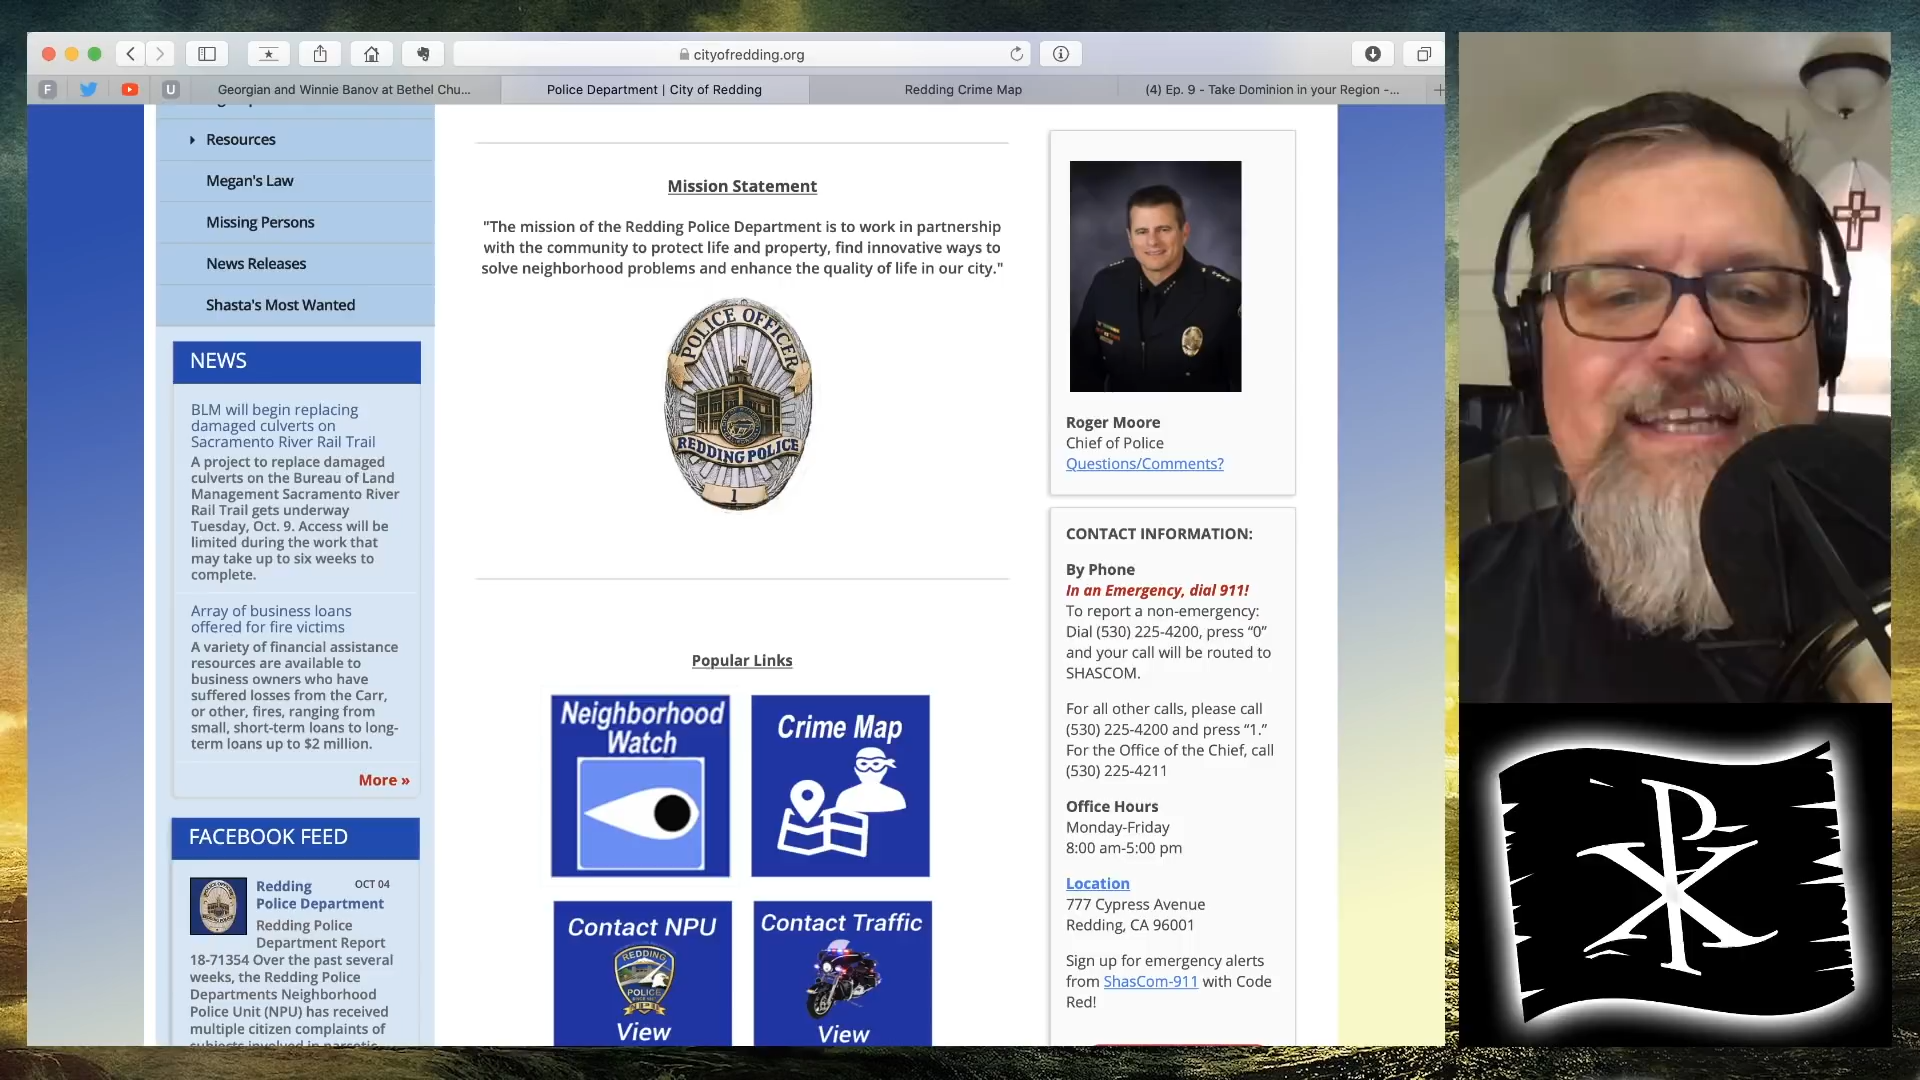 cityofredding.org
F
U
Georgian and Winnie Banov at Bethel Chu...
Police Department | City of Redding
Redding Crime Map
(4) Ep. 9 - Take Dominion in your Region -...
Resources
Megan's Law
Missing Persons
News Releases
Shasta's Most Wanted
NEWS
BLM will begin replacing
damaged culverts on
Sacramento River Rail Trail
A project to replace damaged
culverts on the Bureau of Land
Management Sacramento River
Rail Trail gets underway
Tuesday, Oct. 9. Access will be
limited during the work that
may take up to six weeks to
complete.
Array of business loans
offered for fire victims
A variety of financial assistance
resources are available to
business owners who have
suffered losses from the Carr,
or other, fires, ranging from
small, short-term loans to long-
term loans up to $2 million.
More »
FACEBOOK FEED
Redding
Police Department
OCT 04
Redding Police
Department Report
18-71354 Over the past several
weeks, the Redding Police
Departments Neighborhood
Police Unit (NPU) has received
multiple citizen complaints of
subjects involved in narcotic
Mission Statement
"The mission of the Redding Police Department is to work in partnership
with the community to protect life and property, find innovative ways to
solve neighborhood problems and enhance the quality of life in our city."
POLICE OFFICER
REDDING POLICE
1
Popular Links
Neighborhood
Watch
Crime Map
Contact NPU
REDDING
POLICE
NPU
View
Contact Traffic
View
Roger Moore
Chief of Police
Questions/Comments?
CONTACT INFORMATION:
By Phone
In an Emergency, dial 911!
To report a non-emergency:
Dial (530) 225-4200, press “0”
and your call will be routed to
SHASCOM.
For all other calls, please call
(530) 225-4200 and press “1.”
For the Office of the Chief, call
(530) 225-4211
Office Hours
Monday-Friday
8:00 am-5:00 pm
Location
777 Cypress Avenue
Redding, CA 96001
Sign up for emergency alerts
from ShasCom-911 with Code
Red!